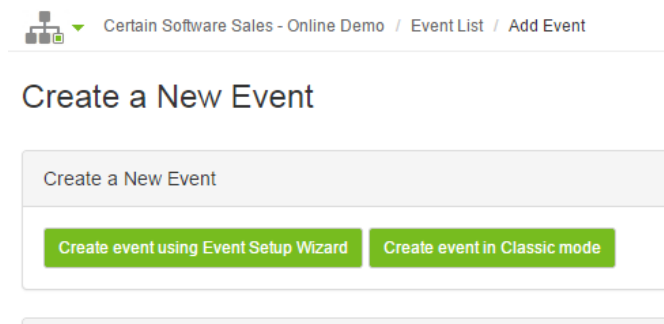 Certain Software Sales - Online Demo / Event List / Add Event
Create a New Event
Create a New Event
Create event using Event Setup Wizard Create event in Classic mode